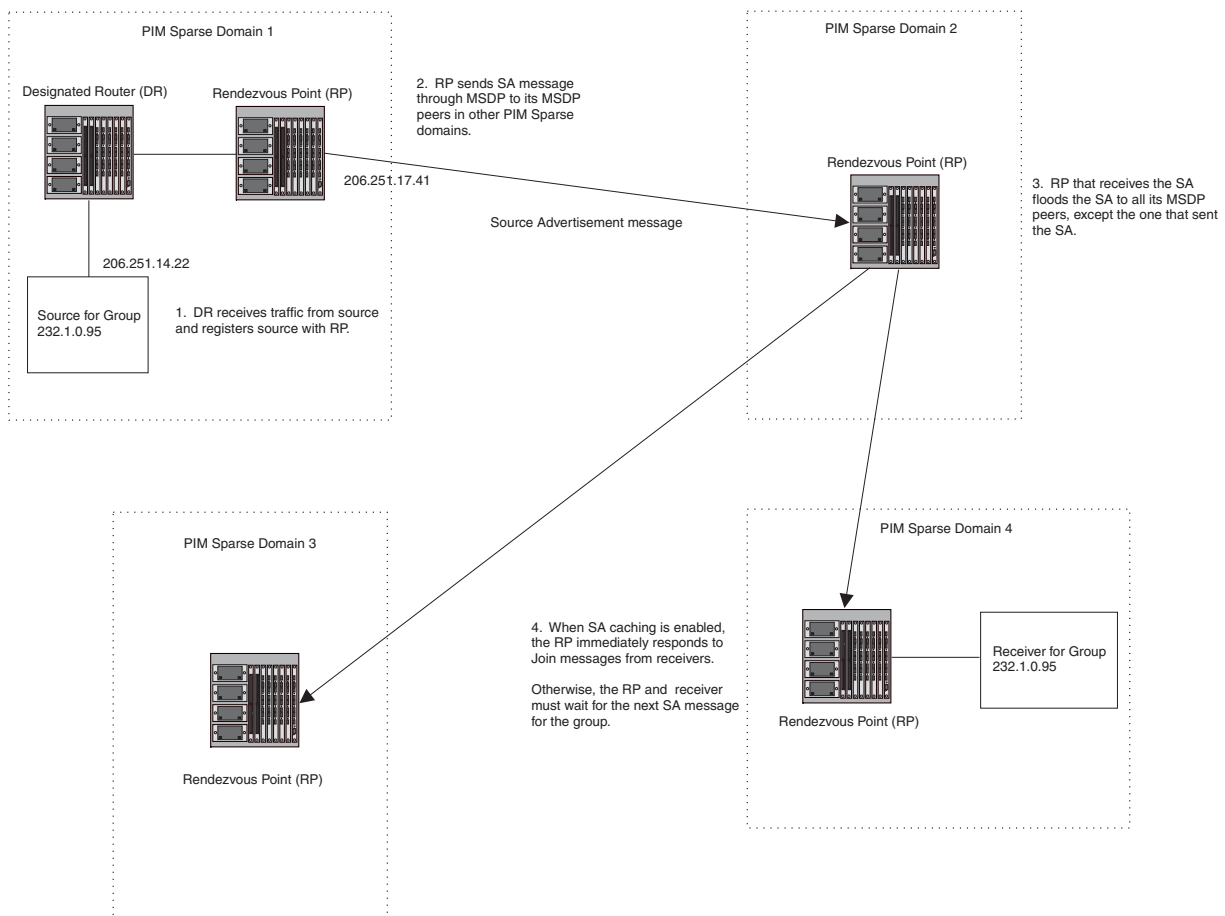 PIM Sparse Domain 1
Designated Router (DR)
Rendezvous Point (RP)
206.251.17.41
206.251.14.22
Source for Group
232.1.0.95
1. DR receives traffic from source
and registers source with RP.
2. RP sends SA message
through MSDP to its MSDP
peers in other PIM Sparse
domains.
Source Advertisement message
PIM Sparse Domain 2
Rendezvous Point (RP)
3. RP that receives the SA
floods the SA to all its MSDP
peers, except the one that sent
the SA.
PIM Sparse Domain 3
Rendezvous Point (RP)
4. When SA caching is enabled,
the RP immediately responds to
Join messages from receivers.
Otherwise, the RP and receiver
must wait for the next SA message
for the group.
PIM Sparse Domain 4
Rendezvous Point (RP)
Receiver for Group
232.1.0.95